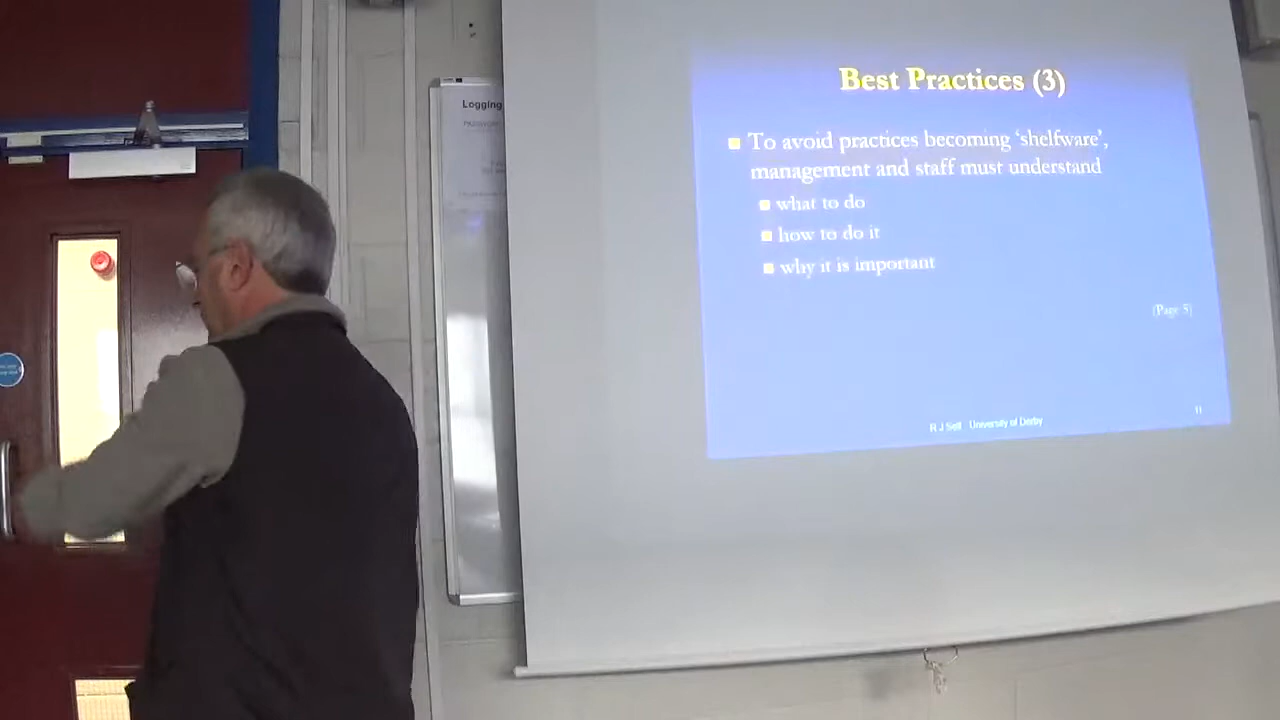 Logging
Best Practices (3)
To avoid practices becoming ‘shelfware’,
management and staff must understand
what to do
how to do it
why it is important
[Page 5]
R J Self University of Derby
11